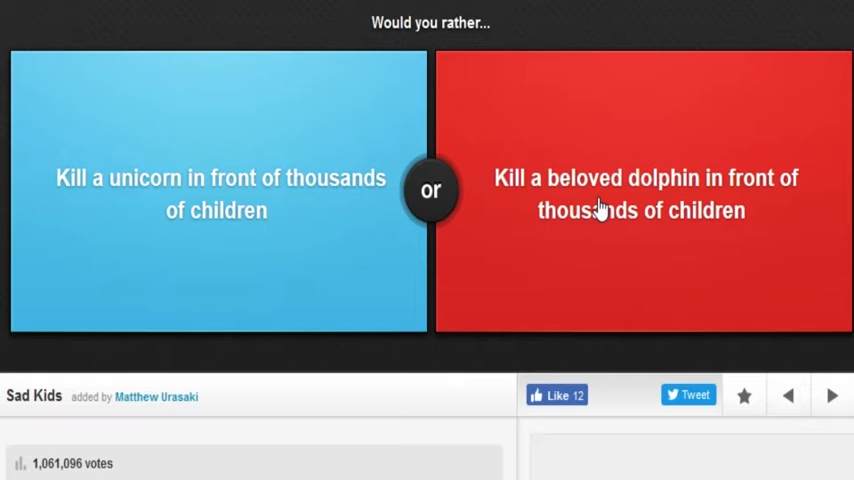 Would you rather...
Kill a unicorn in front of thousands
of children
or
Kill a beloved dolphin in front of
thousands of children
Sad Kids added by Matthew Urasaki
Like 12
Tweet
1,061,096 votes